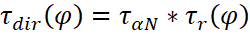 τ_dir(φ) = τ_αN * τ_r(φ)